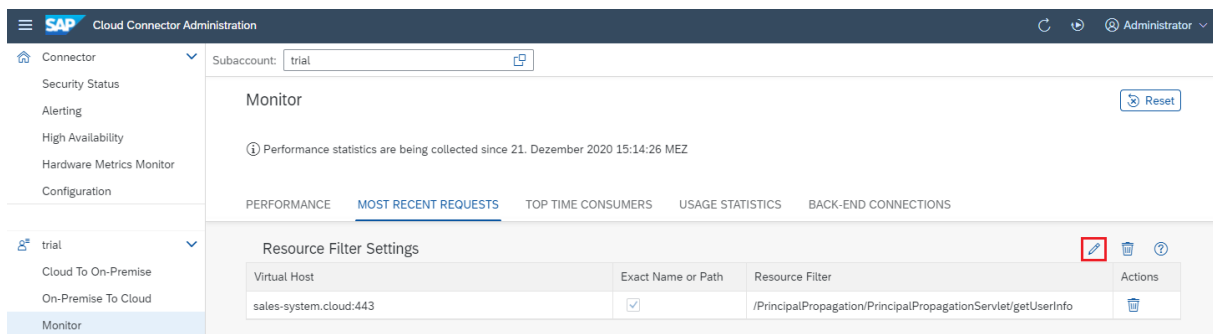 SAP Cloud Connector Administration
Administrator
Connector
Security Status
Alerting
High Availability
Hardware Metrics Monitor
Configuration
trial
Cloud To On-Premise
On-Premise To Cloud
Monitor
Subaccount: trial
Monitor
Reset
Performance statistics are being collected since 21. Dezember 2020 15:14:26 MEZ
PERFORMANCE MOST RECENT REQUESTS TOP TIME CONSUMERS USAGE STATISTICS BACK-END CONNECTIONS
Resource Filter Settings
Virtual Host Exact Name or Path Resource Filter Actions
sales-system.cloud:443 /PrincipalPropagation/PrincipalPropagationServlet/getUserInfo